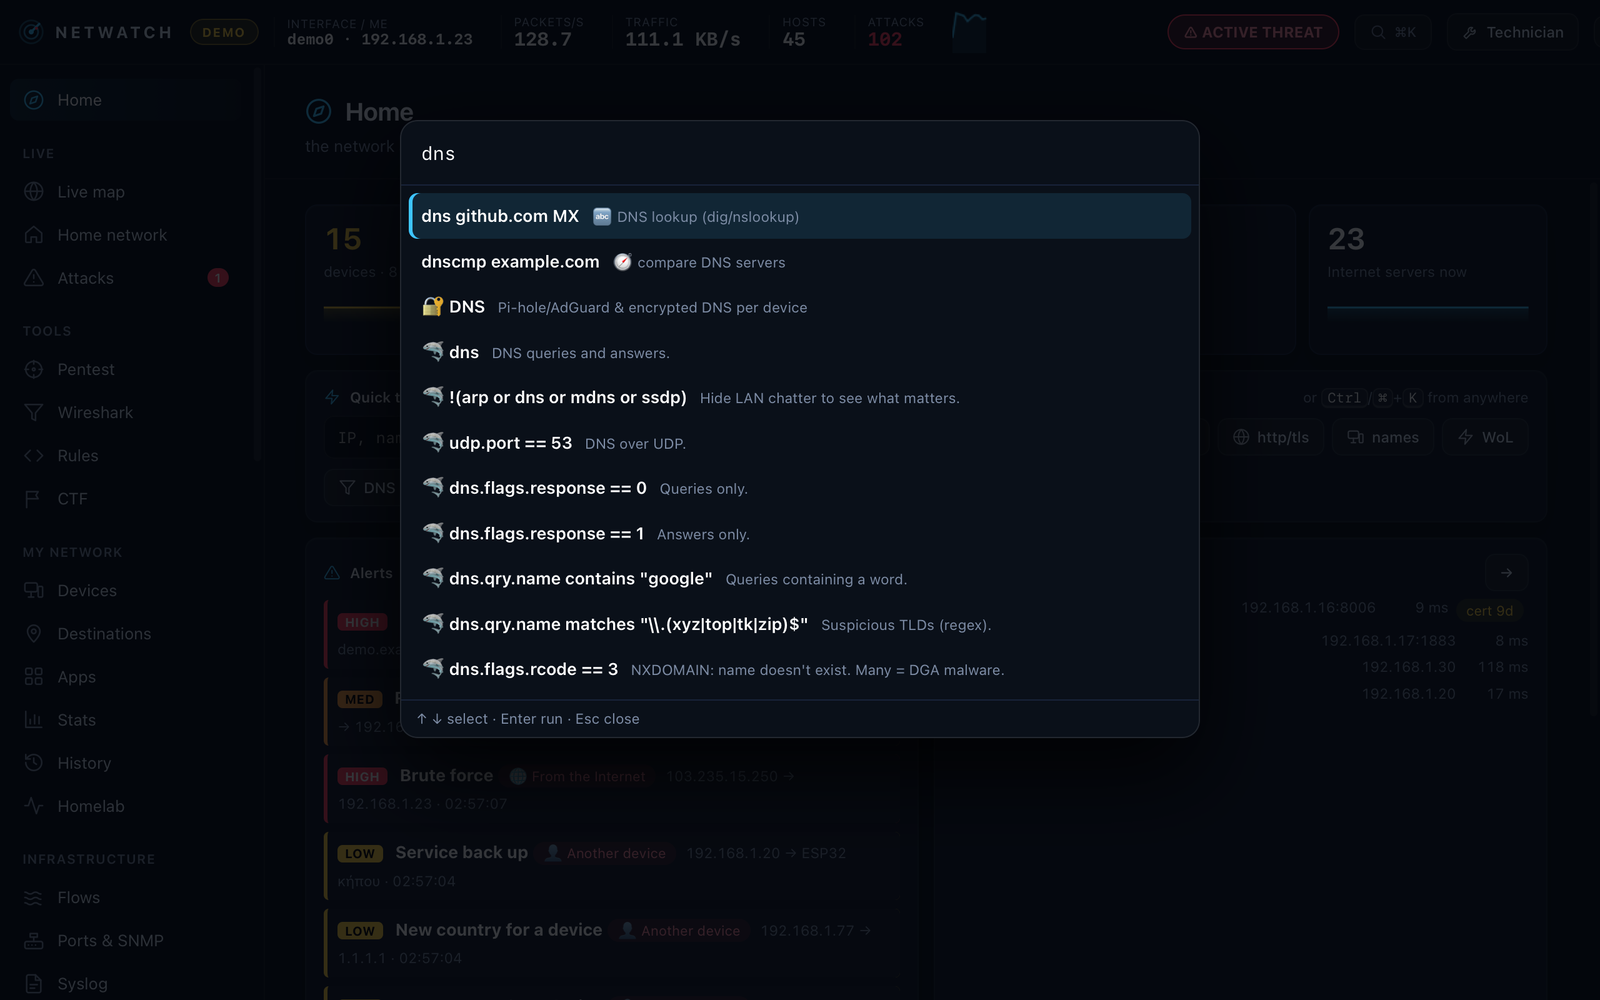 NETWATCH DEMO
INTERFACE / ME
demo0 · 192.168.1.23
PACKETS/S
128.7
TRAFFIC
111.1 KB/s
HOSTS
45
ATTACKS
102
ACTIVE THREAT
⌘K
Technician
Home
LIVE
Live map
Home network
Attacks 1
TOOLS
Pentest
Wireshark
Rules
CTF
MY NETWORK
Devices
Destinations
Apps
Stats
History
Homelab
INFRASTRUCTURE
Flows
Ports & SNMP
Syslog
Home
the network
15
devices · 8
23
Internet servers now
Quick t
or Ctrl/⌘+K from anywhere
IP, nam
http/tls
names
WoL
DNS
dns
dns github.com MX 🔤 DNS lookup (dig/nslookup)
dnscmp example.com 🧭 compare DNS servers
🔐 DNS Pi-hole/AdGuard & encrypted DNS per device
🦈 dns DNS queries and answers.
🦈 !(arp or dns or mdns or ssdp) Hide LAN chatter to see what matters.
🦈 udp.port == 53 DNS over UDP.
🦈 dns.flags.response == 0 Queries only.
🦈 dns.flags.response == 1 Answers only.
🦈 dns.qry.name contains "google" Queries containing a word.
🦈 dns.qry.name matches "\\.(xyz|top|tk|zip)$" Suspicious TLDs (regex).
🦈 dns.flags.rcode == 3 NXDOMAIN: name doesn't exist. Many = DGA malware.
↑ ↓ select · Enter run · Esc close
Alerts
→
HIGH
demo.exa
MED
→ 192.16
HIGH Brute force 🌐 From the Internet 103.235.15.250 →
192.168.1.23 · 02:57:07
LOW Service back up 👤 Another device 192.168.1.20 → ESP32
κήπου · 02:57:04
LOW New country for a device 👤 Another device 192.168.1.77 →
1.1.1.1 · 02:57:04
192.168.1.16:8006 9 ms cert 9d
192.168.1.17:1883 8 ms
192.168.1.30 118 ms
192.168.1.20 17 ms